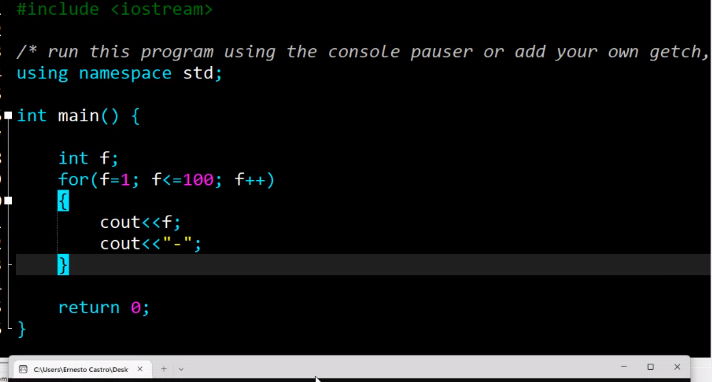 #include <iostream>
/* run this program using the console pauser or add your own getch,
using namespace std;
int main() {
int f;
for(f=1; f<=100; f++)
{
cout<<f;
cout<<"-";
}
return 0;
}
C:\Users\Ernesto Castro\Desk